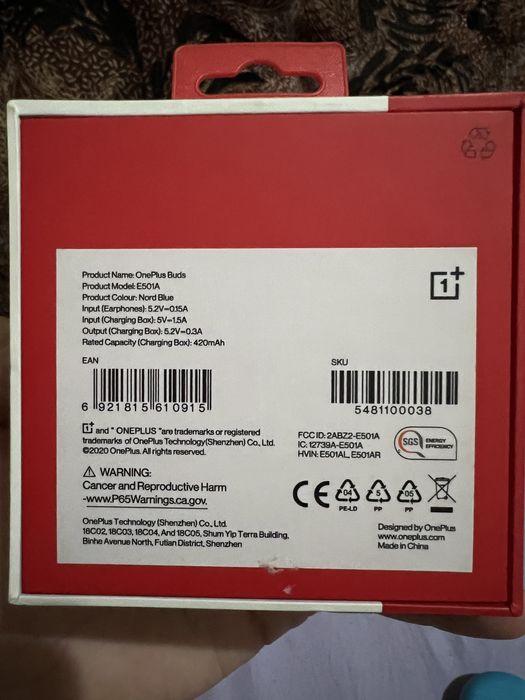 Product Name: OnePlus Buds
Product Model: E501A
Product Colour: Nord Blue
Input (Earphones): 5.2V⎓0.15A
Input (Charging Box): 5V⎓1.5A
Output (Charging Box): 5.2V⎓0.3A
Rated Capacity (Charging Box): 420mAh
EAN
6 921815 610915
SKU
5481100038
1+ and " ONEPLUS "are trademarks or registered
trademarks of OnePlus Technology(Shenzhen) Co., Ltd.
©2020 OnePlus. All rights reserved.
FCC ID: 2ABZ2-E501A
IC: 12739A-E501A
HVIN: E501AL, E501AR
SGS ENERGY
EFFICIENCY
⚠ WARNING:
Cancer and Reproductive Harm
-www.P65Warnings.ca.gov.
CE
04
PE-LD
5
PP
05
PP
OnePlus Technology (Shenzhen) Co., Ltd.
18C02, 18C03, 18C04, And 18C05, Shum Yip Terra Building,
Binhe Avenue North, Futian District, Shenzhen
Designed by OnePlus
www.oneplus.com
Made in China